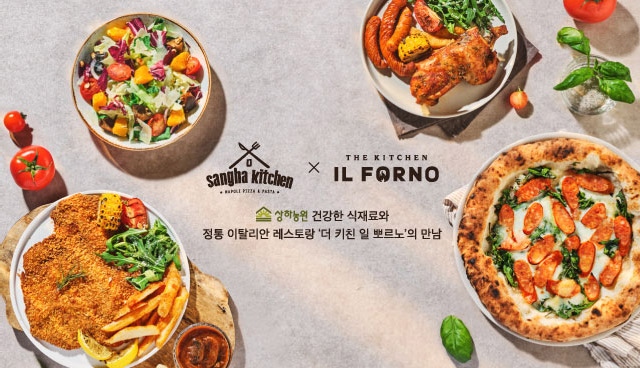 sangha kitchen
NAPOLI PIZZA & PASTA
×
THE KITCHEN
IL FORNO
상하농원 건강한 식재료와
정통 이탈리안 레스토랑 '더 키친 일 뽀르노'의 만남